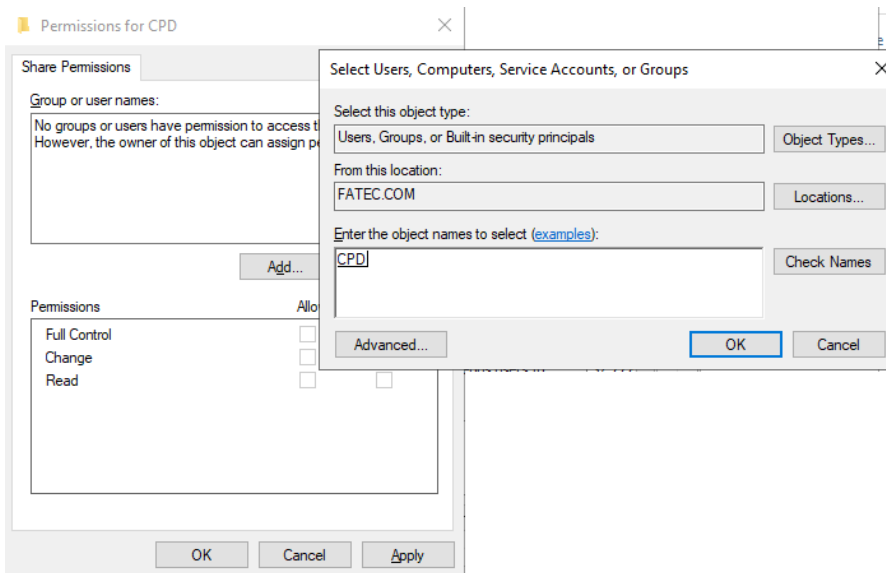 Permissions for CPD
Share Permissions
Group or user names:
No groups or users have permission to access
However, the owner of this object can assign
Add...
Permissions
Full Control
Change
Read
OK Cancel Apply
Select Users, Computers, Service Accounts, or Groups
Select this object type:
Users, Groups, or Built-in security principals
Object Types...
From this location:
FATEC.COM
Locations...
Enter the object names to select (examples):
CPD
Check Names
Advanced...
OK Cancel